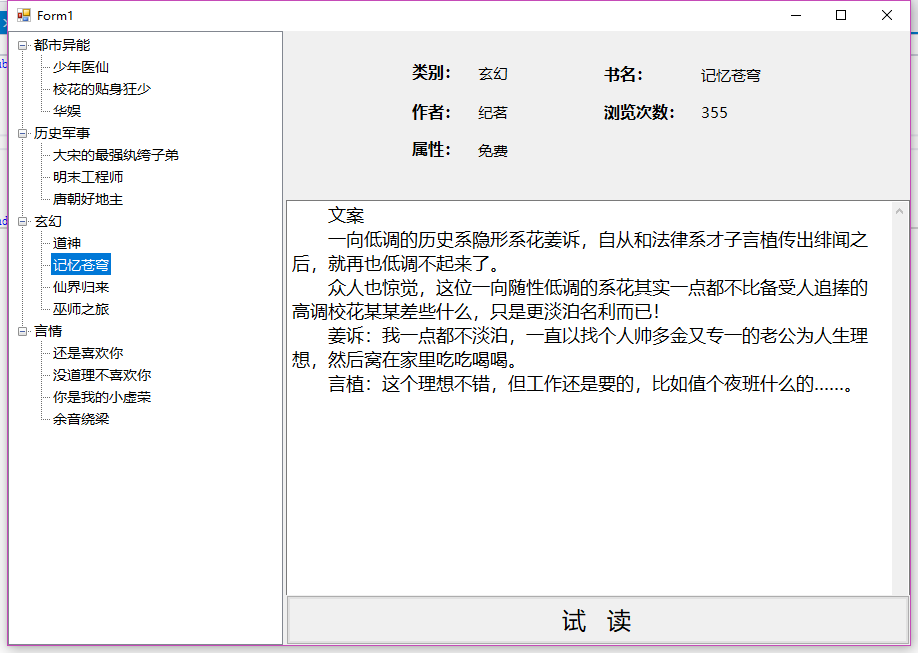 Form1
都市异能
少年医仙
校花的贴身狂少
华娱
历史军事
大宋的最强纨绔子弟
明末工程师
唐朝好地主
玄幻
道神
记忆苍穹
仙界归来
巫师之旅
言情
还是喜欢你
没道理不喜欢你
你是我的小虚荣
余音绕梁
类别： 玄幻 书名： 记忆苍穹
作者： 纪茗 浏览次数： 355
属性： 免费
文案
一向低调的历史系隐形系花姜诉，自从和法律系才子言植传出绯闻之
后，就再也低调不起来了。
众人也惊觉，这位一向随性低调的系花其实一点都不比备受人追捧的
高调校花某某差些什么，只是更淡泊名利而已！
姜诉：我一点都不淡泊，一直以找个人帅多金又专一的老公为人生理
想，然后窝在家里吃吃喝喝。
言植：这个理想不错，但工作还是要的，比如值个夜班什么的......。
试 读